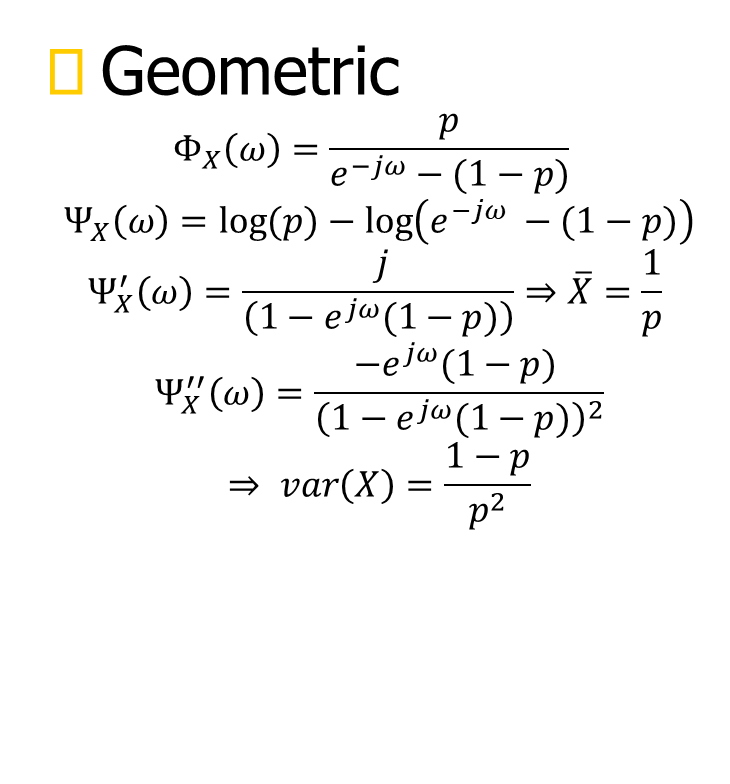 Geometric
Φ_X(ω) = p / (e^{−jω} − (1 − p))
Ψ_X(ω) = log(p) − log(e^{−jω} − (1 − p))
Ψ′_X(ω) = j / ((1 − e^{jω}(1 − p))) ⇒ X̄ = 1/p
Ψ′′_X(ω) = −e^{jω}(1 − p) / (1 − e^{jω}(1 − p))²
⇒ var(X) = (1 − p) / p²